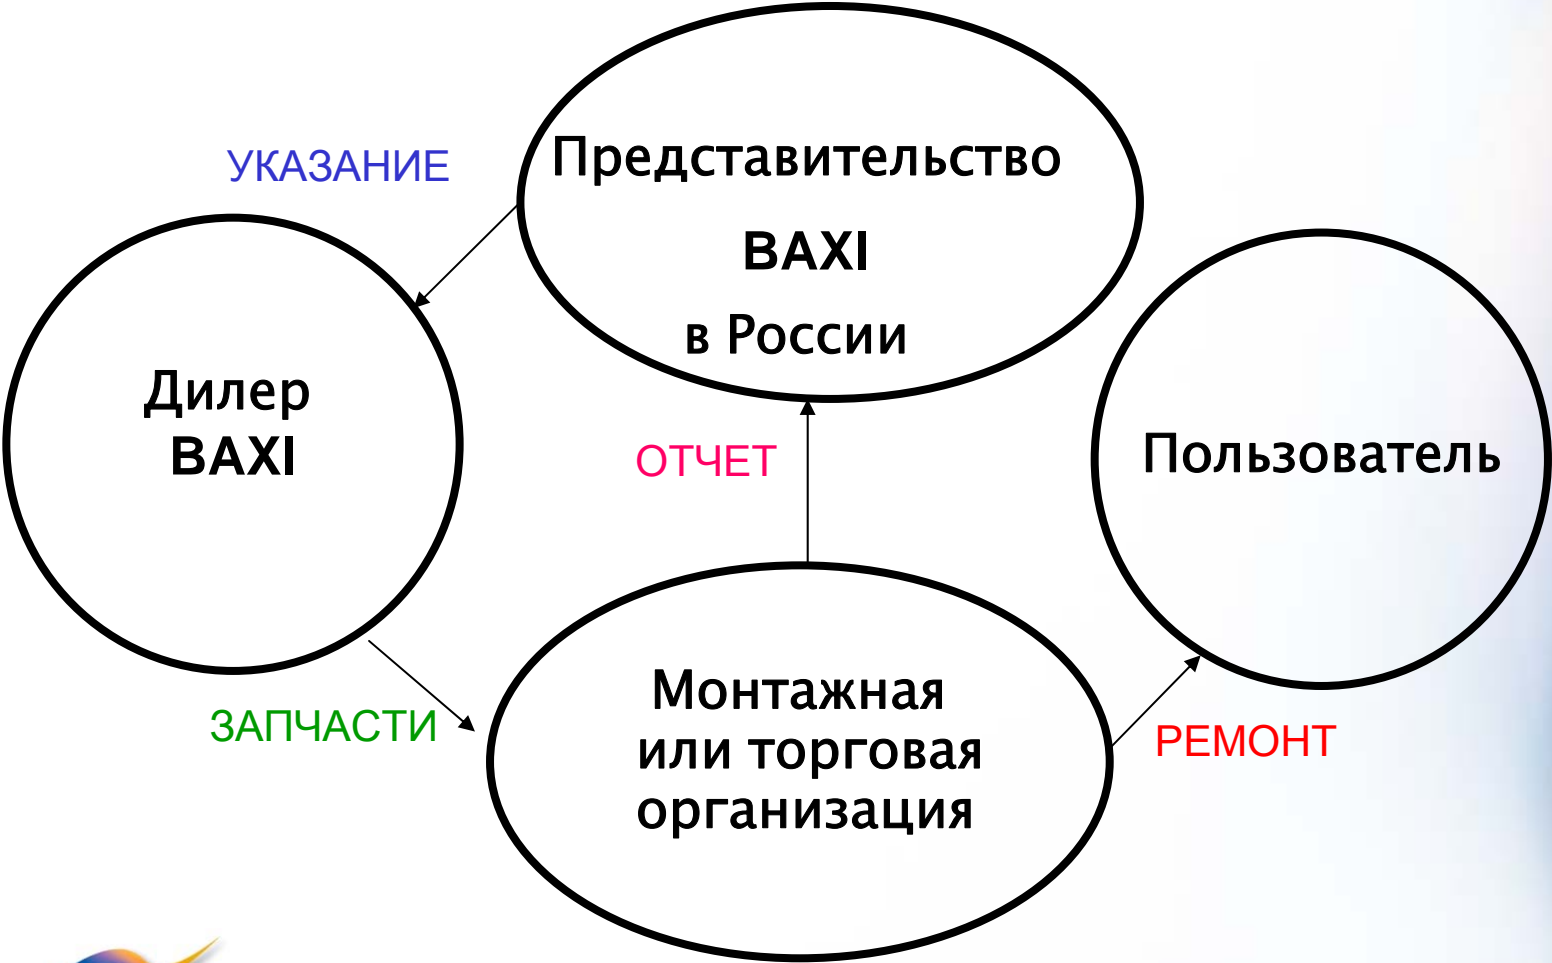 УКАЗАНИЕ
Представительство
BAXI
в России
Дилер
BAXI
ОТЧЕТ
Пользователь
ЗАПЧАСТИ
Монтажная
или торговая
организация
РЕМОНТ